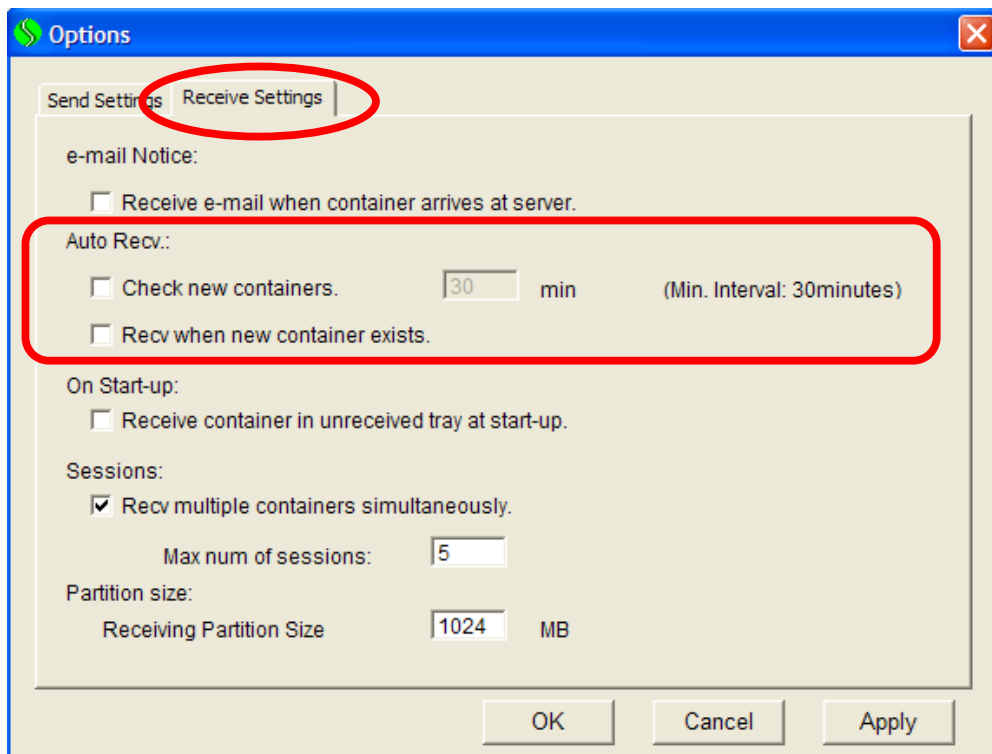 Options
Send Settings Receive Settings
e-mail Notice:
Receive e-mail when container arrives at server.
Auto Recv.:
Check new containers. 30 min (Min. Interval: 30minutes)
Recv when new container exists.
On Start-up:
Receive container in unreceived tray at start-up.
Sessions:
Recv multiple containers simultaneously.
Max num of sessions: 5
Partition size:
Receiving Partition Size 1024 MB
OK Cancel Apply